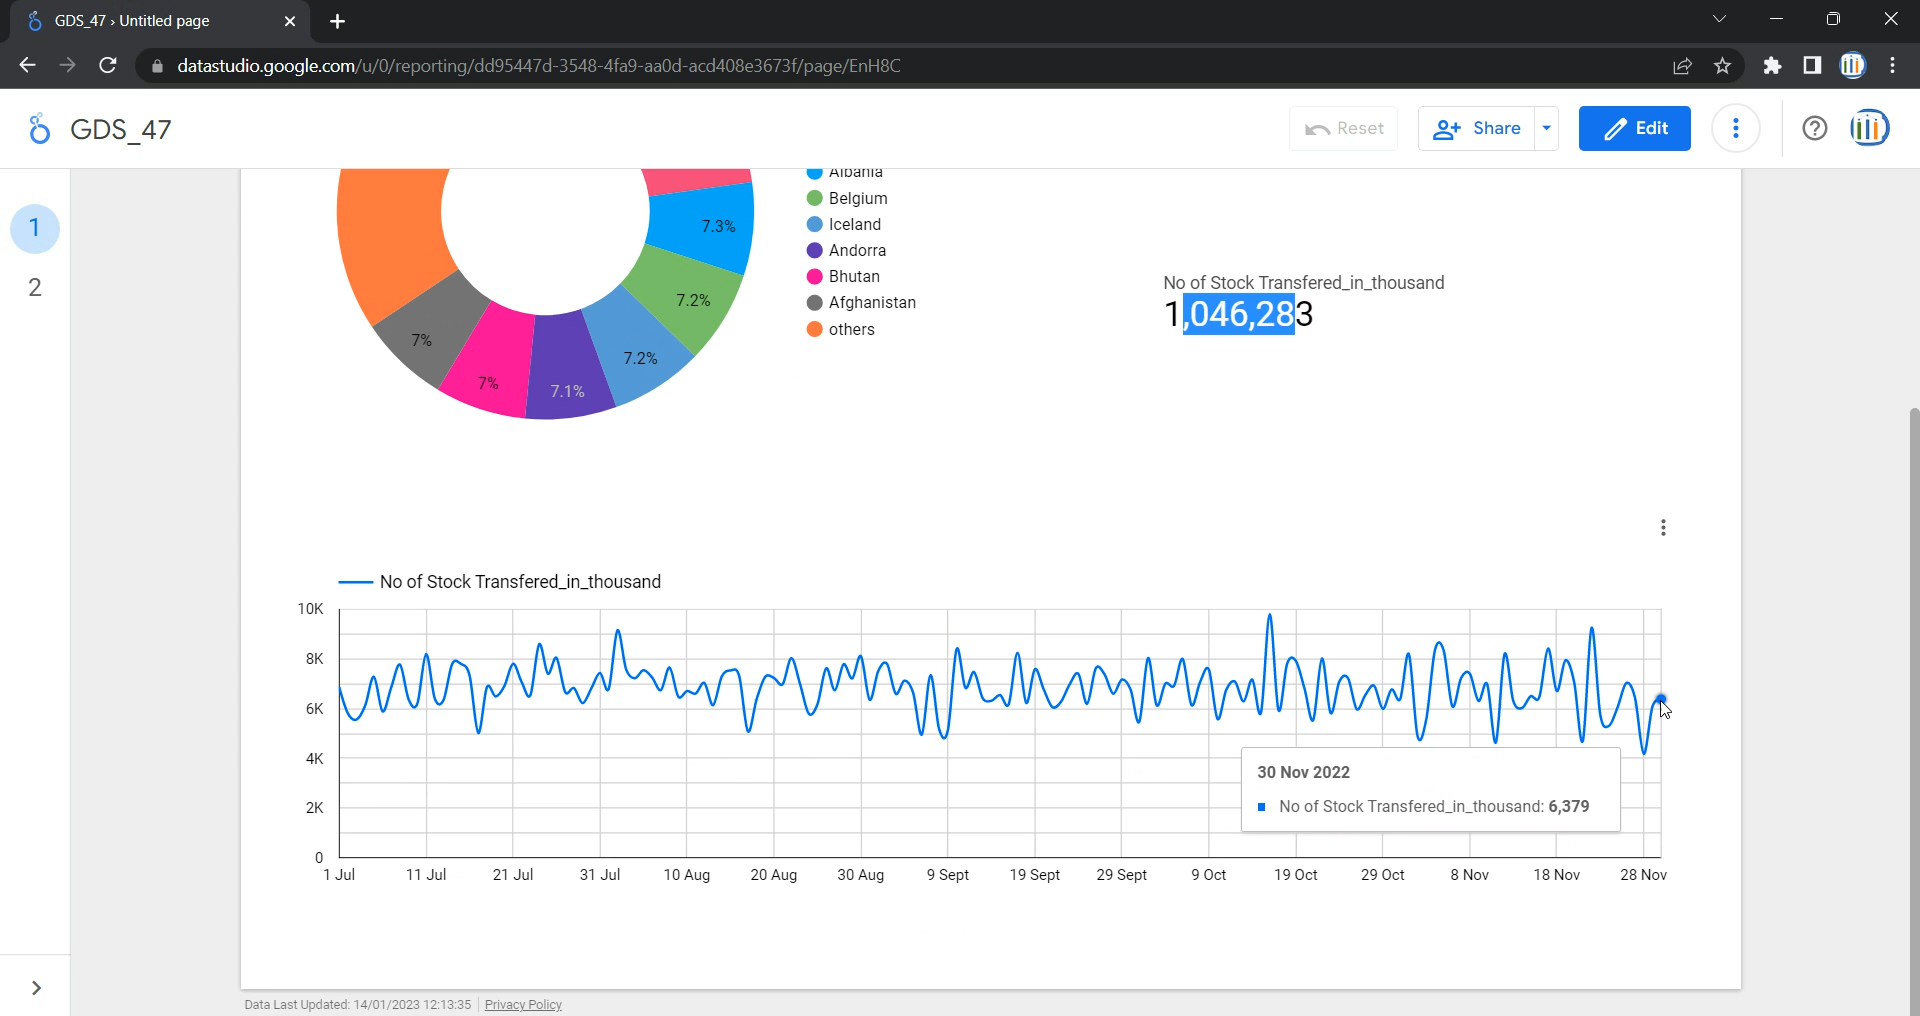 GDS_47 › Untitled page
datastudio.google.com/u/0/reporting/dd95447d-3548-4fa9-aa0d-acd408e3673f/page/EnH8C
GDS_47
Reset
Share
Edit
1
2
Albania
Belgium
Iceland
Andorra
Bhutan
Afghanistan
others
7.3%
7.2%
7.2%
7.1%
7%
7%
No of Stock Transfered_in_thousand
1,046,283
No of Stock Transfered_in_thousand
10K
8K
6K
4K
2K
0
30 Nov 2022
No of Stock Transfered_in_thousand: 6,379
1 Jul 11 Jul 21 Jul 31 Jul 10 Aug 20 Aug 30 Aug 9 Sept 19 Sept 29 Sept 9 Oct 19 Oct 29 Oct 8 Nov 18 Nov 28 Nov
Data Last Updated: 14/01/2023 12:13:35 Privacy Policy